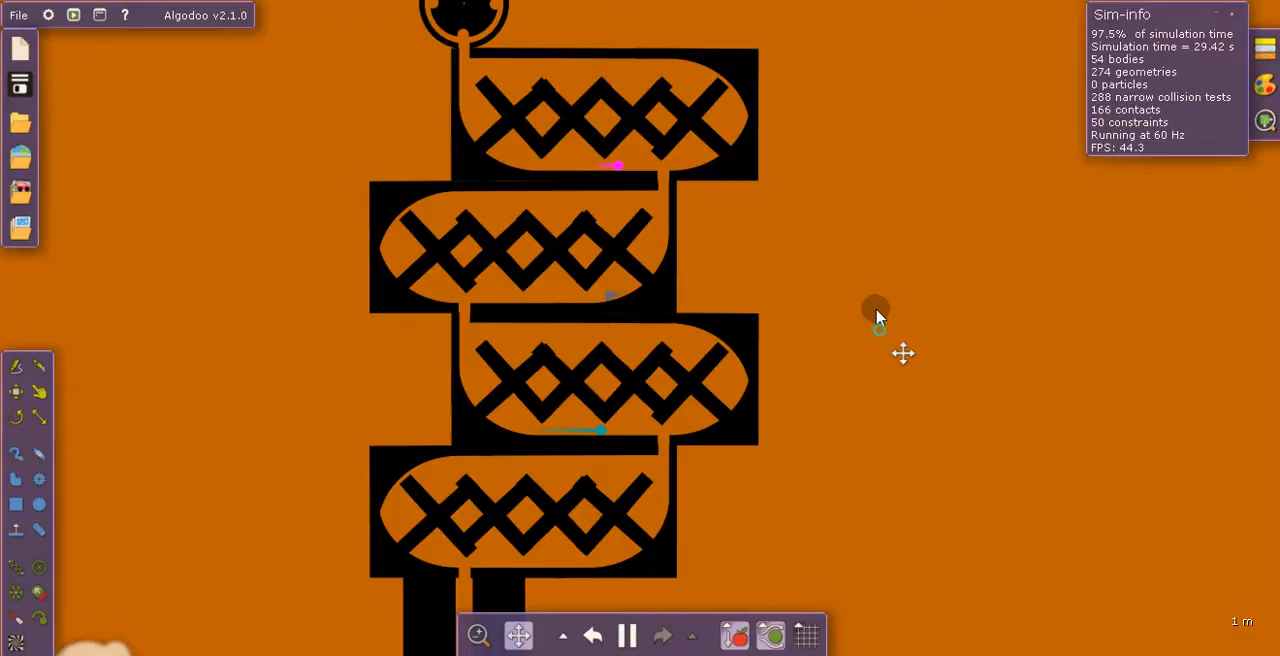 File ? Algodoo v2.1.0
Sim-info
97.5% of simulation time
Simulation time = 29.42 s
54 bodies
274 geometries
0 particles
288 narrow collision tests
166 contacts
50 constraints
Running at 60 Hz
FPS: 44.3
1 m